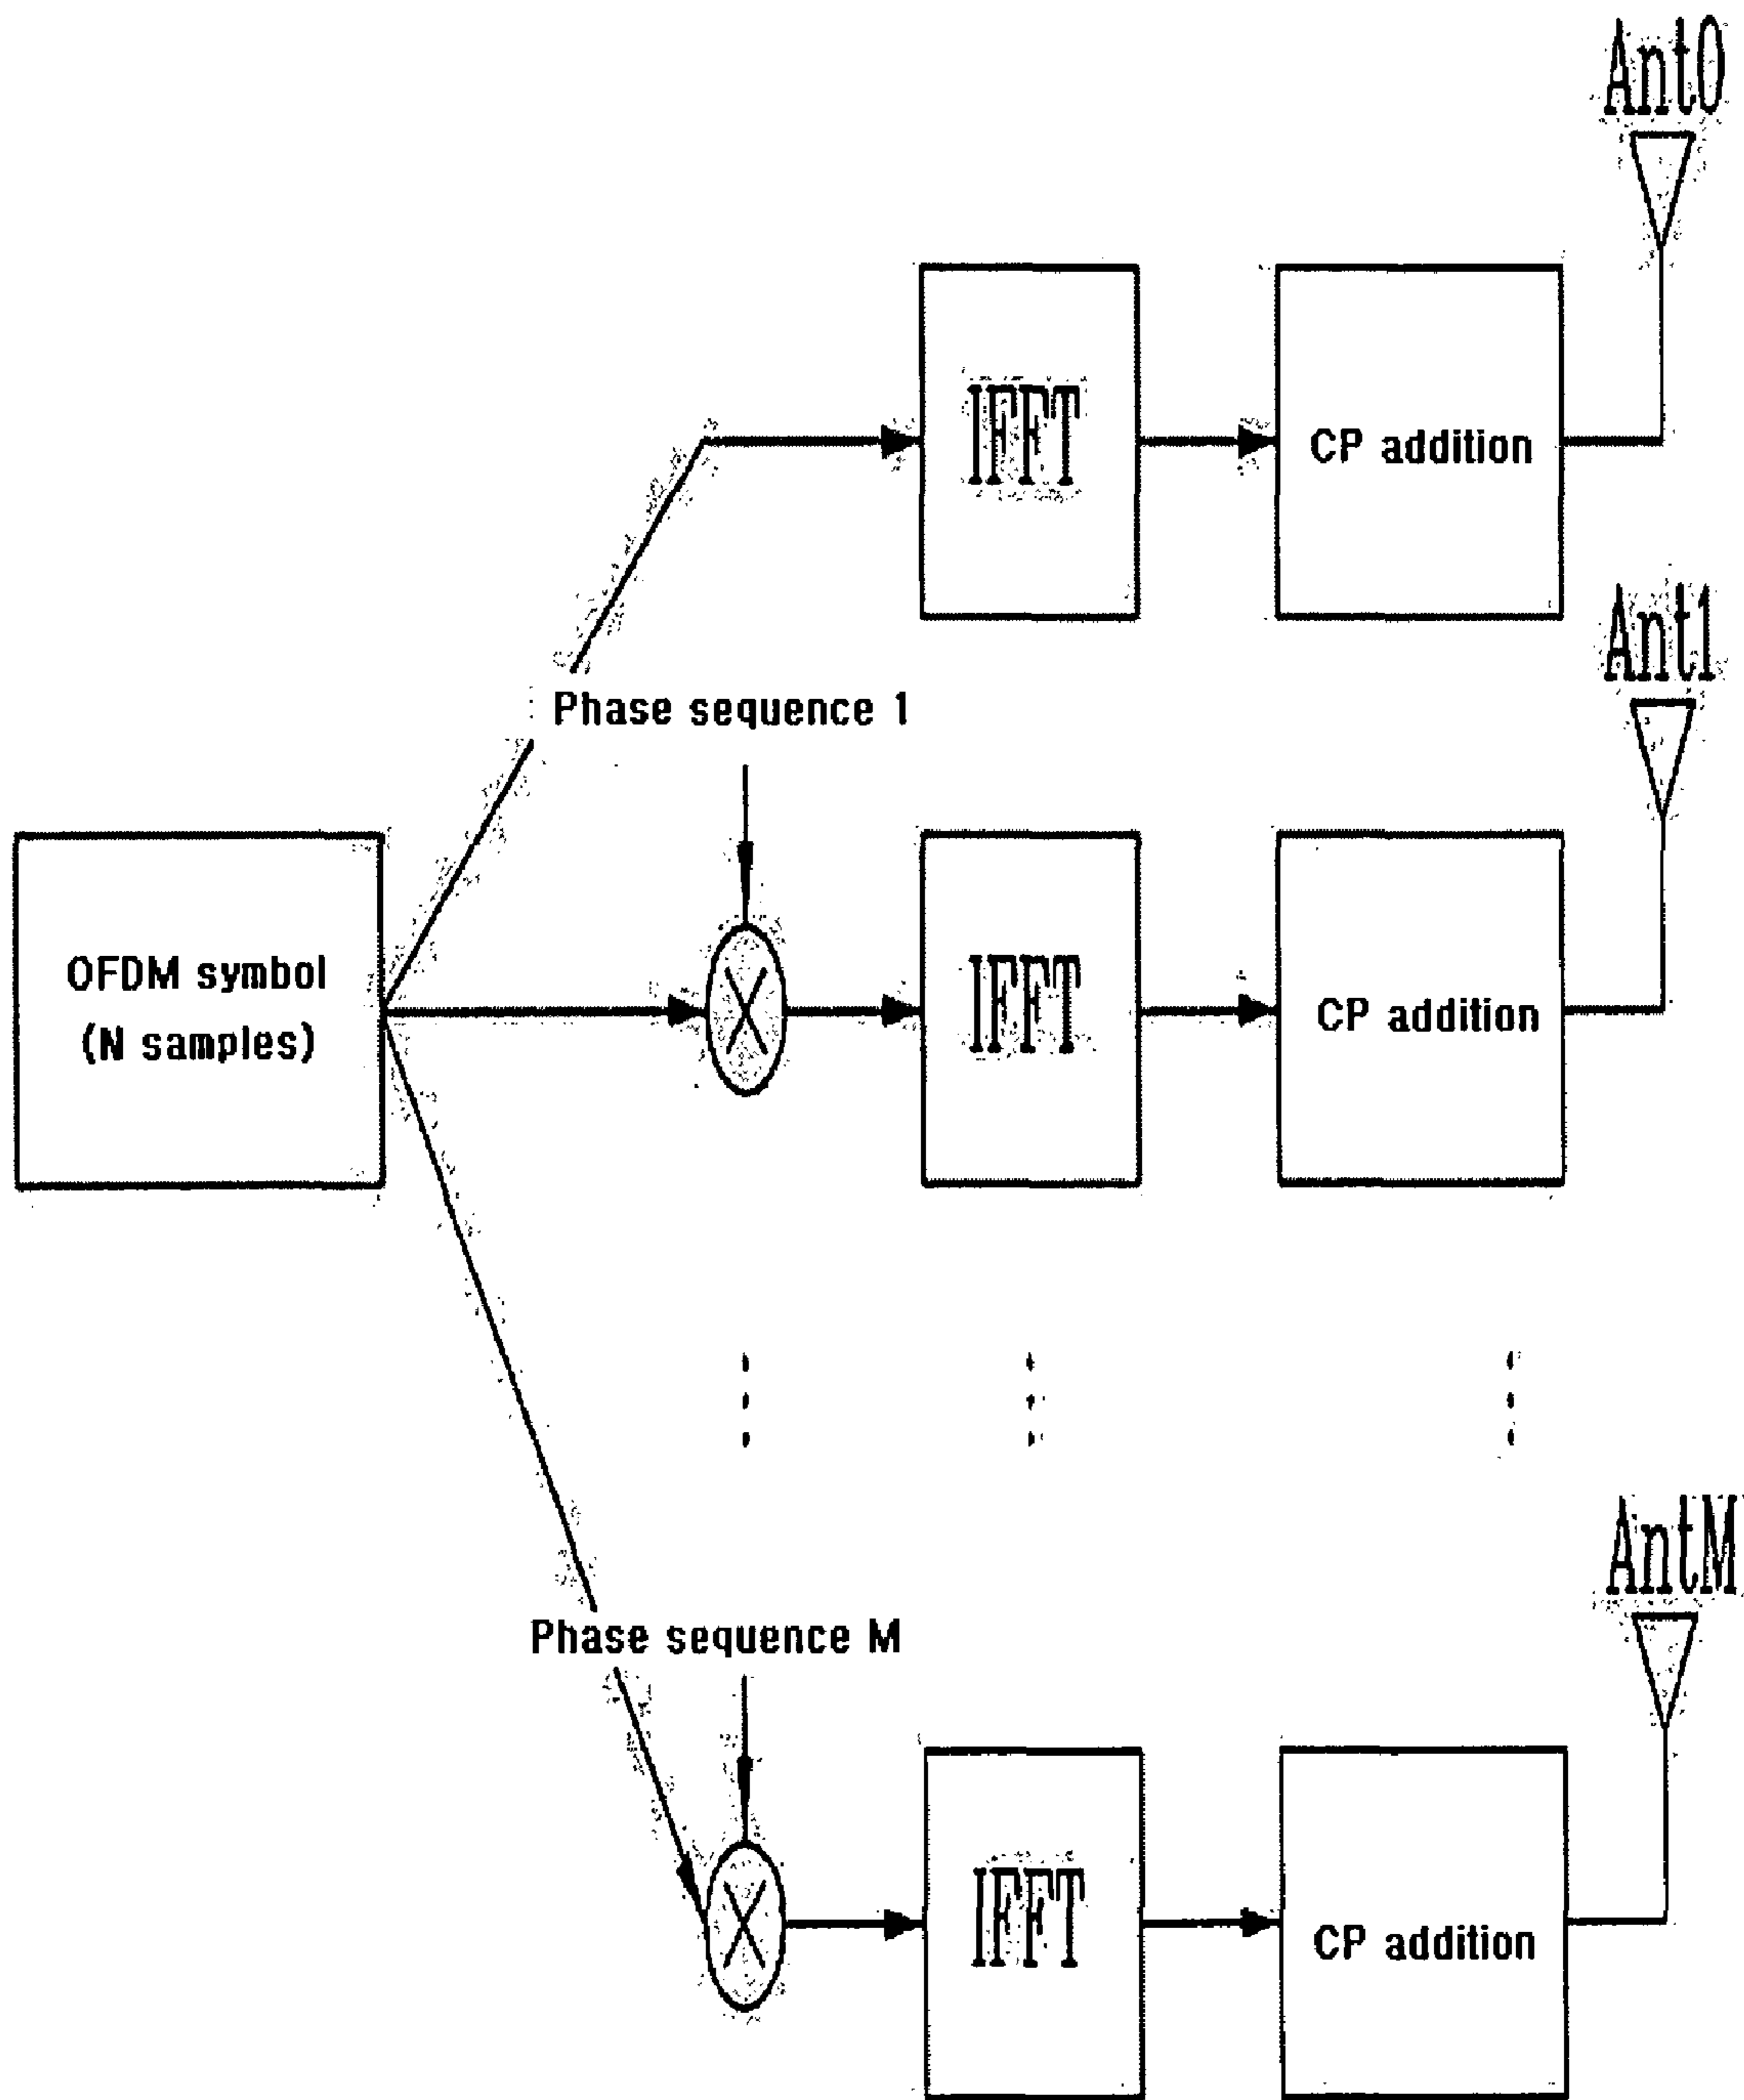 Ant0
IFFT
CP addition
Phase sequence 1
Ant1
OFDM symbol
(N samples)
IFFT
CP addition
AntM
Phase sequence M
IFFT
CP addition